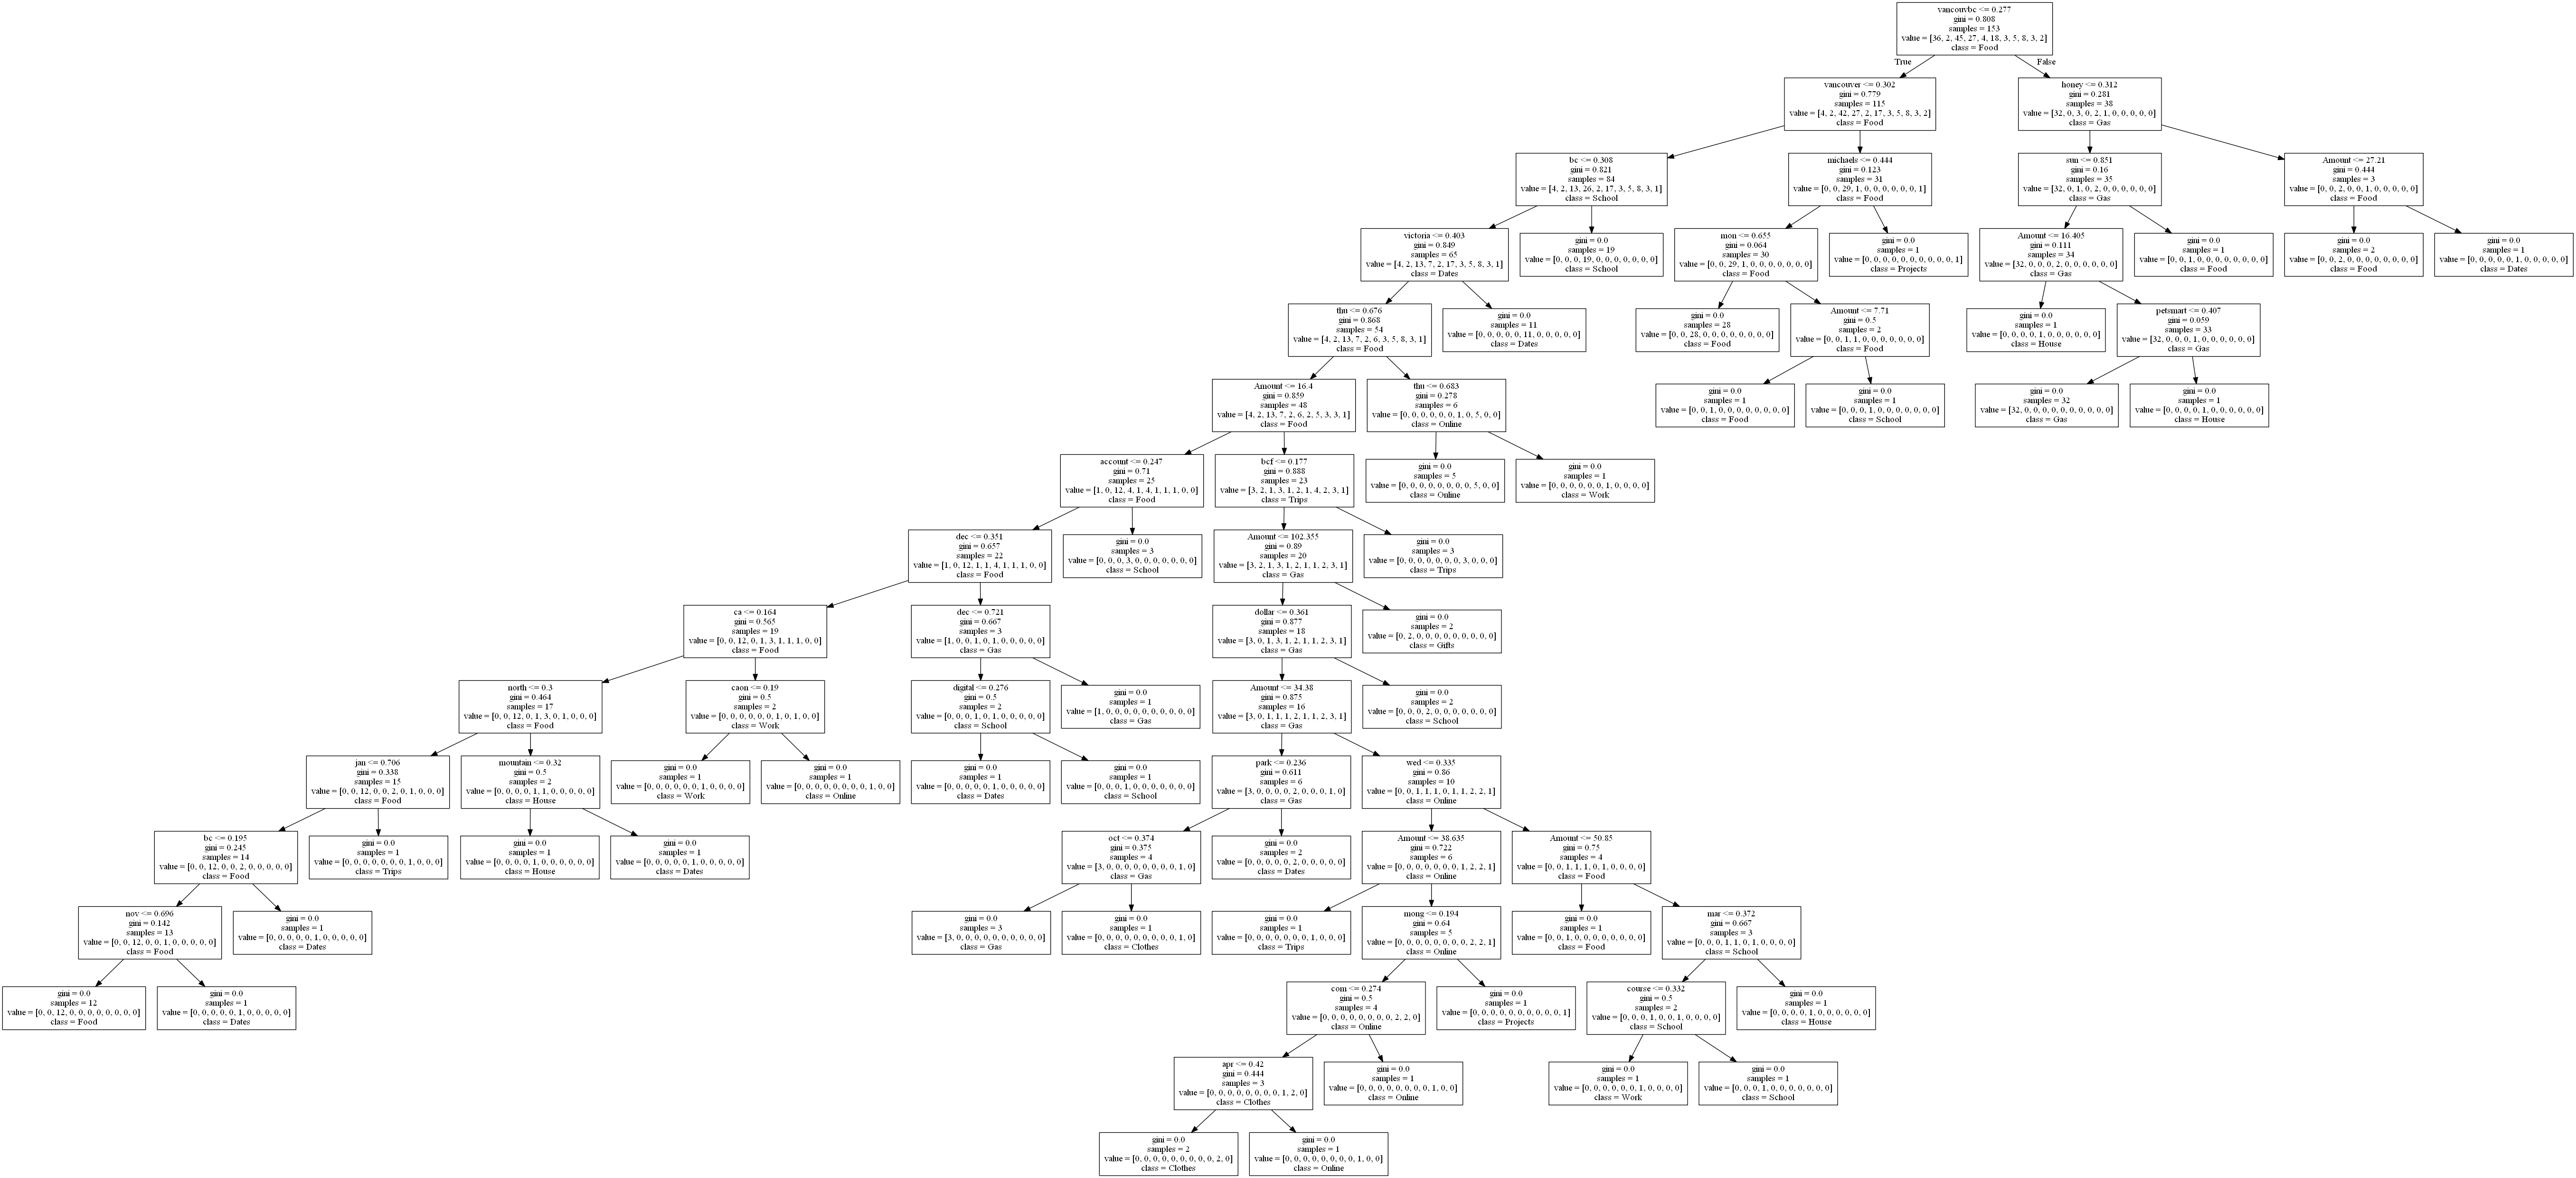 vancouvbc <= 0.277
gini = 0.808
samples = 153
value = [36, 2, 45, 27, 4, 18, 3, 5, 8, 3, 2]
class = Food
True
False
vancouver <= 0.302
gini = 0.779
samples = 115
value = [4, 2, 42, 27, 2, 17, 3, 5, 8, 3, 2]
class = Food
honey <= 0.312
gini = 0.281
samples = 38
value = [32, 0, 3, 0, 2, 1, 0, 0, 0, 0, 0]
class = Gas
bc <= 0.308
gini = 0.821
samples = 84
value = [4, 2, 13, 26, 2, 17, 3, 5, 8, 3, 1]
class = School
michaels <= 0.444
gini = 0.123
samples = 31
value = [0, 0, 29, 1, 0, 0, 0, 0, 0, 0, 1]
class = Food
sun <= 0.851
gini = 0.16
samples = 35
value = [32, 0, 1, 0, 2, 0, 0, 0, 0, 0, 0]
class = Gas
Amount <= 27.21
gini = 0.444
samples = 3
value = [0, 0, 2, 0, 0, 1, 0, 0, 0, 0, 0]
class = Food
victoria <= 0.403
gini = 0.849
samples = 65
value = [4, 2, 13, 7, 2, 17, 3, 5, 8, 3, 1]
class = Dates
gini = 0.0
samples = 19
value = [0, 0, 0, 19, 0, 0, 0, 0, 0, 0, 0]
class = School
mon <= 0.655
gini = 0.064
samples = 30
value = [0, 0, 29, 1, 0, 0, 0, 0, 0, 0, 0]
class = Food
gini = 0.0
samples = 1
value = [0, 0, 0, 0, 0, 0, 0, 0, 0, 0, 1]
class = Projects
Amount <= 16.405
gini = 0.111
samples = 34
value = [32, 0, 0, 0, 2, 0, 0, 0, 0, 0, 0]
class = Gas
gini = 0.0
samples = 1
value = [0, 0, 1, 0, 0, 0, 0, 0, 0, 0, 0]
class = Food
gini = 0.0
samples = 2
value = [0, 0, 2, 0, 0, 0, 0, 0, 0, 0, 0]
class = Food
gini = 0.0
samples = 1
value = [0, 0, 0, 0, 0, 1, 0, 0, 0, 0, 0]
class = Dates
thu <= 0.676
gini = 0.868
samples = 54
value = [4, 2, 13, 7, 2, 6, 3, 5, 8, 3, 1]
class = Food
gini = 0.0
samples = 11
value = [0, 0, 0, 0, 0, 11, 0, 0, 0, 0, 0]
class = Dates
gini = 0.0
samples = 28
value = [0, 0, 28, 0, 0, 0, 0, 0, 0, 0, 0]
class = Food
Amount <= 7.71
gini = 0.5
samples = 2
value = [0, 0, 1, 1, 0, 0, 0, 0, 0, 0, 0]
class = Food
gini = 0.0
samples = 1
value = [0, 0, 0, 0, 1, 0, 0, 0, 0, 0, 0]
class = House
petsmart <= 0.407
gini = 0.059
samples = 33
value = [32, 0, 0, 0, 1, 0, 0, 0, 0, 0, 0]
class = Gas
Amount <= 16.4
gini = 0.859
samples = 48
value = [4, 2, 13, 7, 2, 6, 2, 5, 3, 3, 1]
class = Food
thu <= 0.683
gini = 0.278
samples = 6
value = [0, 0, 0, 0, 0, 0, 1, 0, 5, 0, 0]
class = Online
gini = 0.0
samples = 1
value = [0, 0, 1, 0, 0, 0, 0, 0, 0, 0, 0]
class = Food
gini = 0.0
samples = 1
value = [0, 0, 0, 1, 0, 0, 0, 0, 0, 0, 0]
class = School
gini = 0.0
samples = 32
value = [32, 0, 0, 0, 0, 0, 0, 0, 0, 0, 0]
class = Gas
gini = 0.0
samples = 1
value = [0, 0, 0, 0, 1, 0, 0, 0, 0, 0, 0]
class = House
account <= 0.247
gini = 0.71
samples = 25
value = [1, 0, 12, 4, 1, 4, 1, 1, 1, 0, 0]
class = Food
bcf <= 0.177
gini = 0.888
samples = 23
value = [3, 2, 1, 3, 1, 2, 1, 4, 2, 3, 1]
class = Trips
gini = 0.0
samples = 5
value = [0, 0, 0, 0, 0, 0, 0, 0, 5, 0, 0]
class = Online
gini = 0.0
samples = 1
value = [0, 0, 0, 0, 0, 0, 1, 0, 0, 0, 0]
class = Work
dec <= 0.351
gini = 0.657
samples = 22
value = [1, 0, 12, 1, 1, 4, 1, 1, 1, 0, 0]
class = Food
gini = 0.0
samples = 3
value = [0, 0, 0, 3, 0, 0, 0, 0, 0, 0, 0]
class = School
Amount <= 102.355
gini = 0.89
samples = 20
value = [3, 2, 1, 3, 1, 2, 1, 1, 2, 3, 1]
class = Gas
gini = 0.0
samples = 3
value = [0, 0, 0, 0, 0, 0, 0, 3, 0, 0, 0]
class = Trips
ca <= 0.164
gini = 0.565
samples = 19
value = [0, 0, 12, 0, 1, 3, 1, 1, 1, 0, 0]
class = Food
dec <= 0.721
gini = 0.667
samples = 3
value = [1, 0, 0, 1, 0, 1, 0, 0, 0, 0, 0]
class = Gas
dollar <= 0.361
gini = 0.877
samples = 18
value = [3, 0, 1, 3, 1, 2, 1, 1, 2, 3, 1]
class = Gas
gini = 0.0
samples = 2
value = [0, 2, 0, 0, 0, 0, 0, 0, 0, 0, 0]
class = Gifts
north <= 0.3
gini = 0.464
samples = 17
value = [0, 0, 12, 0, 1, 3, 0, 1, 0, 0, 0]
class = Food
caon <= 0.19
gini = 0.5
samples = 2
value = [0, 0, 0, 0, 0, 0, 1, 0, 1, 0, 0]
class = Work
digital <= 0.276
gini = 0.5
samples = 2
value = [0, 0, 0, 1, 0, 1, 0, 0, 0, 0, 0]
class = School
gini = 0.0
samples = 1
value = [1, 0, 0, 0, 0, 0, 0, 0, 0, 0, 0]
class = Gas
Amount <= 34.38
gini = 0.875
samples = 16
value = [3, 0, 1, 1, 1, 2, 1, 1, 2, 3, 1]
class = Gas
gini = 0.0
samples = 2
value = [0, 0, 0, 2, 0, 0, 0, 0, 0, 0, 0]
class = School
jan <= 0.706
gini = 0.338
samples = 15
value = [0, 0, 12, 0, 0, 2, 0, 1, 0, 0, 0]
class = Food
mountain <= 0.32
gini = 0.5
samples = 2
value = [0, 0, 0, 0, 1, 1, 0, 0, 0, 0, 0]
class = House
gini = 0.0
samples = 1
value = [0, 0, 0, 0, 0, 0, 1, 0, 0, 0, 0]
class = Work
gini = 0.0
samples = 1
value = [0, 0, 0, 0, 0, 0, 0, 0, 1, 0, 0]
class = Online
gini = 0.0
samples = 1
value = [0, 0, 0, 0, 0, 1, 0, 0, 0, 0, 0]
class = Dates
gini = 0.0
samples = 1
value = [0, 0, 0, 1, 0, 0, 0, 0, 0, 0, 0]
class = School
park <= 0.236
gini = 0.611
samples = 6
value = [3, 0, 0, 0, 0, 2, 0, 0, 0, 1, 0]
class = Gas
wed <= 0.335
gini = 0.86
samples = 10
value = [0, 0, 1, 1, 1, 0, 1, 1, 2, 2, 1]
class = Online
bc <= 0.195
gini = 0.245
samples = 14
value = [0, 0, 12, 0, 0, 2, 0, 0, 0, 0, 0]
class = Food
gini = 0.0
samples = 1
value = [0, 0, 0, 0, 0, 0, 0, 1, 0, 0, 0]
class = Trips
gini = 0.0
samples = 1
value = [0, 0, 0, 0, 1, 0, 0, 0, 0, 0, 0]
class = House
gini = 0.0
samples = 1
value = [0, 0, 0, 0, 0, 1, 0, 0, 0, 0, 0]
class = Dates
oct <= 0.374
gini = 0.375
samples = 4
value = [3, 0, 0, 0, 0, 0, 0, 0, 0, 1, 0]
class = Gas
gini = 0.0
samples = 2
value = [0, 0, 0, 0, 0, 2, 0, 0, 0, 0, 0]
class = Dates
Amount <= 38.635
gini = 0.722
samples = 6
value = [0, 0, 0, 0, 0, 0, 0, 1, 2, 2, 1]
class = Online
Amount <= 50.85
gini = 0.75
samples = 4
value = [0, 0, 1, 1, 1, 0, 1, 0, 0, 0, 0]
class = Food
nov <= 0.696
gini = 0.142
samples = 13
value = [0, 0, 12, 0, 0, 1, 0, 0, 0, 0, 0]
class = Food
gini = 0.0
samples = 1
value = [0, 0, 0, 0, 0, 1, 0, 0, 0, 0, 0]
class = Dates
gini = 0.0
samples = 3
value = [3, 0, 0, 0, 0, 0, 0, 0, 0, 0, 0]
class = Gas
gini = 0.0
samples = 1
value = [0, 0, 0, 0, 0, 0, 0, 0, 0, 1, 0]
class = Clothes
gini = 0.0
samples = 1
value = [0, 0, 0, 0, 0, 0, 0, 1, 0, 0, 0]
class = Trips
mong <= 0.194
gini = 0.64
samples = 5
value = [0, 0, 0, 0, 0, 0, 0, 0, 2, 2, 1]
class = Online
gini = 0.0
samples = 1
value = [0, 0, 1, 0, 0, 0, 0, 0, 0, 0, 0]
class = Food
mar <= 0.372
gini = 0.667
samples = 3
value = [0, 0, 0, 1, 1, 0, 1, 0, 0, 0, 0]
class = School
gini = 0.0
samples = 12
value = [0, 0, 12, 0, 0, 0, 0, 0, 0, 0, 0]
class = Food
gini = 0.0
samples = 1
value = [0, 0, 0, 0, 0, 1, 0, 0, 0, 0, 0]
class = Dates
com <= 0.274
gini = 0.5
samples = 4
value = [0, 0, 0, 0, 0, 0, 0, 0, 2, 2, 0]
class = Online
gini = 0.0
samples = 1
value = [0, 0, 0, 0, 0, 0, 0, 0, 0, 0, 1]
class = Projects
course <= 0.332
gini = 0.5
samples = 2
value = [0, 0, 0, 1, 0, 0, 1, 0, 0, 0, 0]
class = School
gini = 0.0
samples = 1
value = [0, 0, 0, 0, 1, 0, 0, 0, 0, 0, 0]
class = House
apr <= 0.42
gini = 0.444
samples = 3
value = [0, 0, 0, 0, 0, 0, 0, 0, 1, 2, 0]
class = Clothes
gini = 0.0
samples = 1
value = [0, 0, 0, 0, 0, 0, 0, 0, 1, 0, 0]
class = Online
gini = 0.0
samples = 1
value = [0, 0, 0, 0, 0, 0, 1, 0, 0, 0, 0]
class = Work
gini = 0.0
samples = 1
value = [0, 0, 0, 1, 0, 0, 0, 0, 0, 0, 0]
class = School
gini = 0.0
samples = 2
value = [0, 0, 0, 0, 0, 0, 0, 0, 0, 2, 0]
class = Clothes
gini = 0.0
samples = 1
value = [0, 0, 0, 0, 0, 0, 0, 0, 1, 0, 0]
class = Online